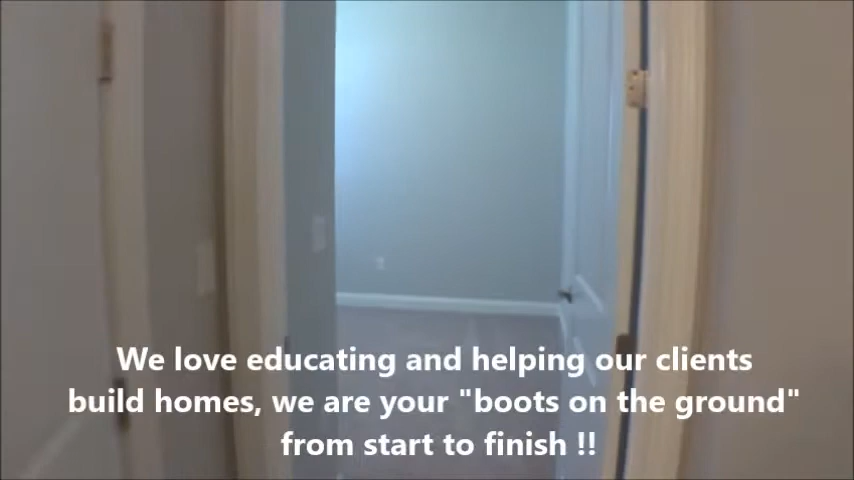 We love educating and helping our clients
build homes, we are your "boots on the ground"
from start to finish !!